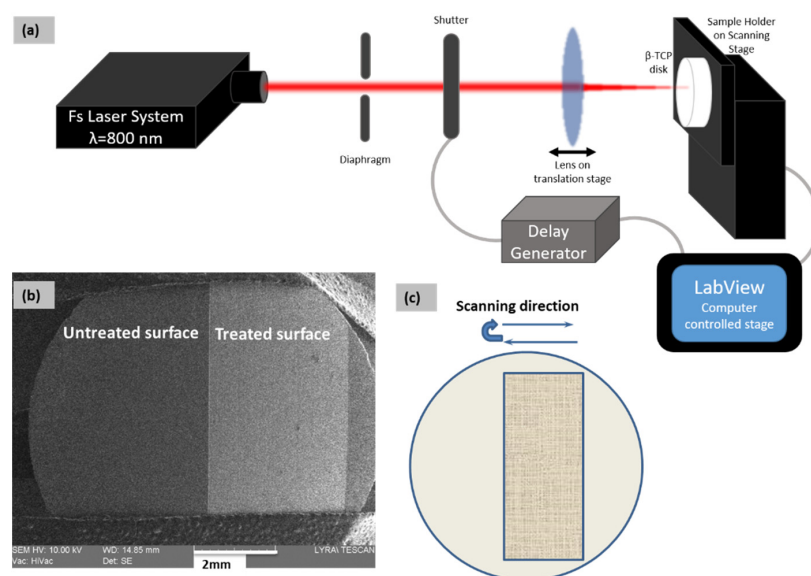 (a)
Fs Laser System
λ=800 nm
Diaphragm
Shutter
Lens on
translation stage
β-TCP
disk
Sample Holder
on Scanning
Stage
Delay
Generator
LabView
Computer
controlled stage
(b)
Untreated surface
Treated surface
SEM HV: 10.00 kV
WD: 14.85 mm
LYRA\ TESCAN
Vac: HiVac
Det: SE
2mm
(c)
Scanning direction